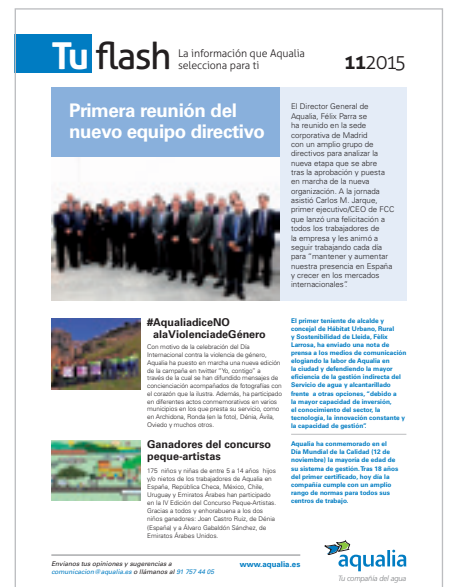 Tu flash
La información que Aqualia
selecciona para ti
112015
Primera reunión del
nuevo equipo directivo
El Director General de
Aqualia, Félix Parra se
ha reunido en la sede
corporativa de Madrid
con un amplio grupo de
directivos para analizar la
nueva etapa que se abre
tras la aprobación y puesta
en marcha de la nueva
organización. A la jornada
asistió Carlos M. Jarque,
primer ejecutivo/CEO de FCC
que lanzó una felicitación a
todos los trabajadores de
la empresa y les animó a
seguir trabajando cada día
para "mantener y aumentar
nuestra presencia en España
y crecer en los mercados
internacionales".
#AqualiadiceNO
alaViolenciadeGénero
Con motivo de la celebración del Día
Internacional contra la violencia de género,
Aqualia ha puesto en marcha una nueva edición
de la campaña en twitter "Yo, contigo" a
través de la cual se han difundido mensajes de
concienciación acompañados de fotografías con
el corazón que la ilustra. Además, ha participado
en diferentes actos conmemorativos en varios
municipios en los que presta su servicio, como
en Archidona, Ronda (en la foto), Dénia, Ávila,
Oviedo y muchos otros.
Ganadores del concurso
peque-artistas
175 niños y niñas de entre 5 a 14 años hijos
y/o nietos de los trabajadores de Aqualia en
España, República Checa, México, Chile,
Uruguay y Emiratos Árabes han participado
en la IV Edición del Concurso Peque-Artistas.
Gracias a todos y enhorabuena a los dos
niños ganadores: Joan Castro Ruiz, de Dénia
(España) y a Álvaro Gabaldón Sánchez, de
Emiratos Árabes Unidos.
El primer teniente de alcalde y
concejal de Hábitat Urbano, Rural
y Sostenibilidad de Lleida, Fèlix
Larrosa, ha enviado una nota de
prensa a los medios de comunicación
elogiando la labor de Aqualia en
la ciudad y defendiendo la mayor
eficiencia de la gestión indirecta del
Servicio de agua y alcantarillado
frente a otras opciones, "debido a
la mayor capacidad de inversión,
el conocimiento del sector, la
tecnología, la innovación constante y
la capacidad de gestión".
Aqualia ha conmemorado en el
Día Mundial de la Calidad (12 de
noviembre) la mayoría de edad de
su sistema de gestión. Tras 18 años
del primer certificado, hoy día la
compañía cumple con un amplio
rango de normas para todos sus
centros de trabajo.
Envíanos tus opiniones y sugerencias a
comunicacion@aqualia.es o llámanos al 91 757 44 05
www.aqualia.es
aqualia
Tu compañía del agua